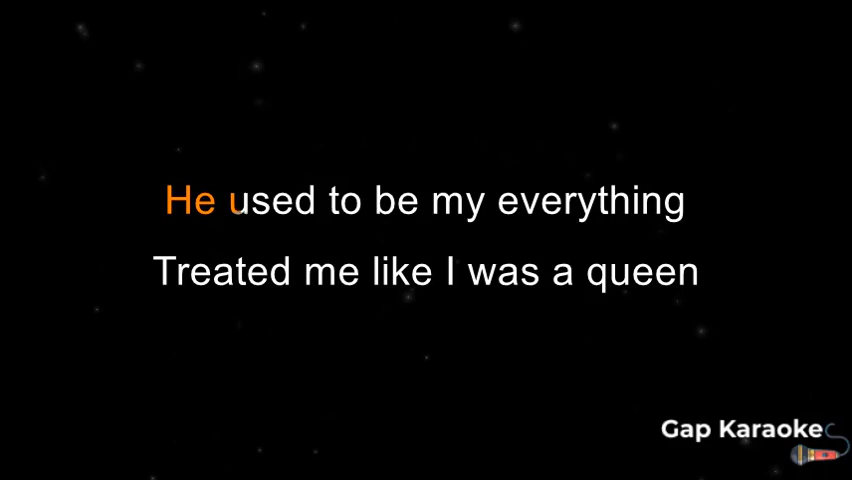 He used to be my everything
Treated me like I was a queen
Gap Karaoke